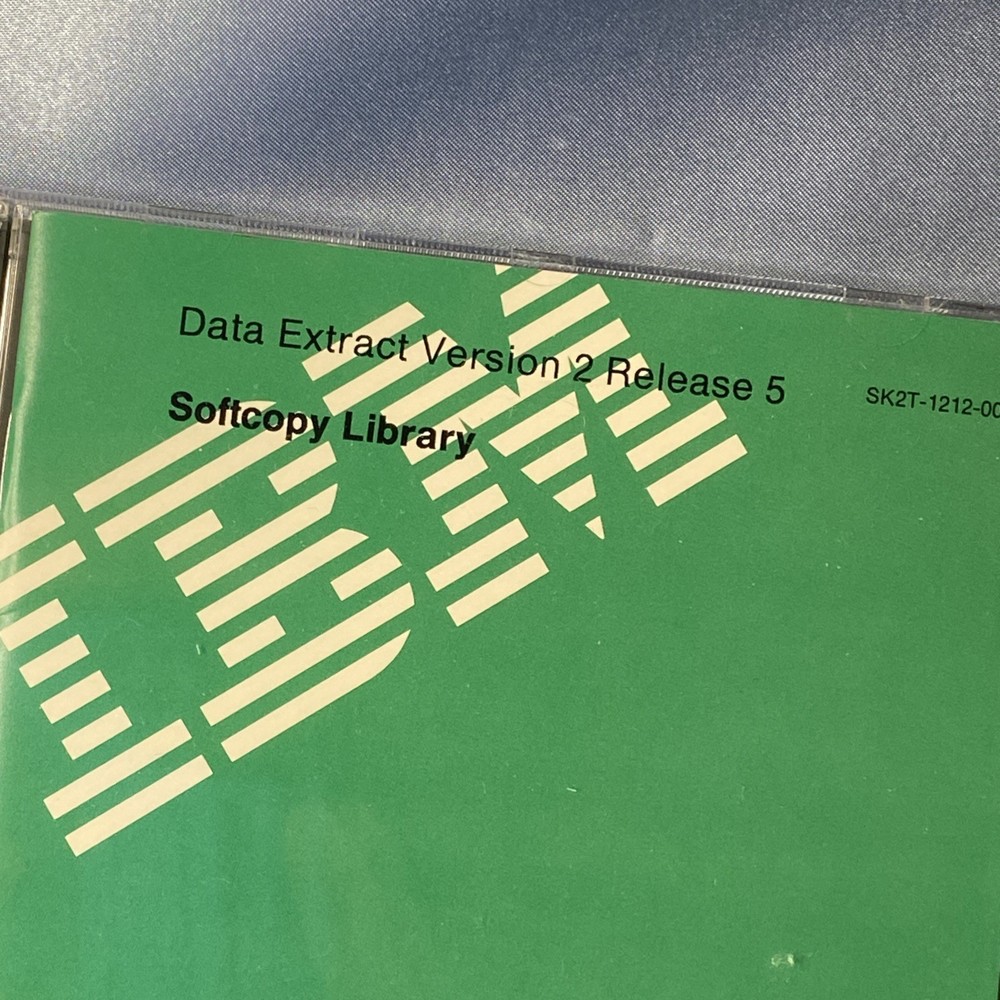 Data Extract Version 2 Release 5
SK2T-1212-00
Softcopy Library
IBM